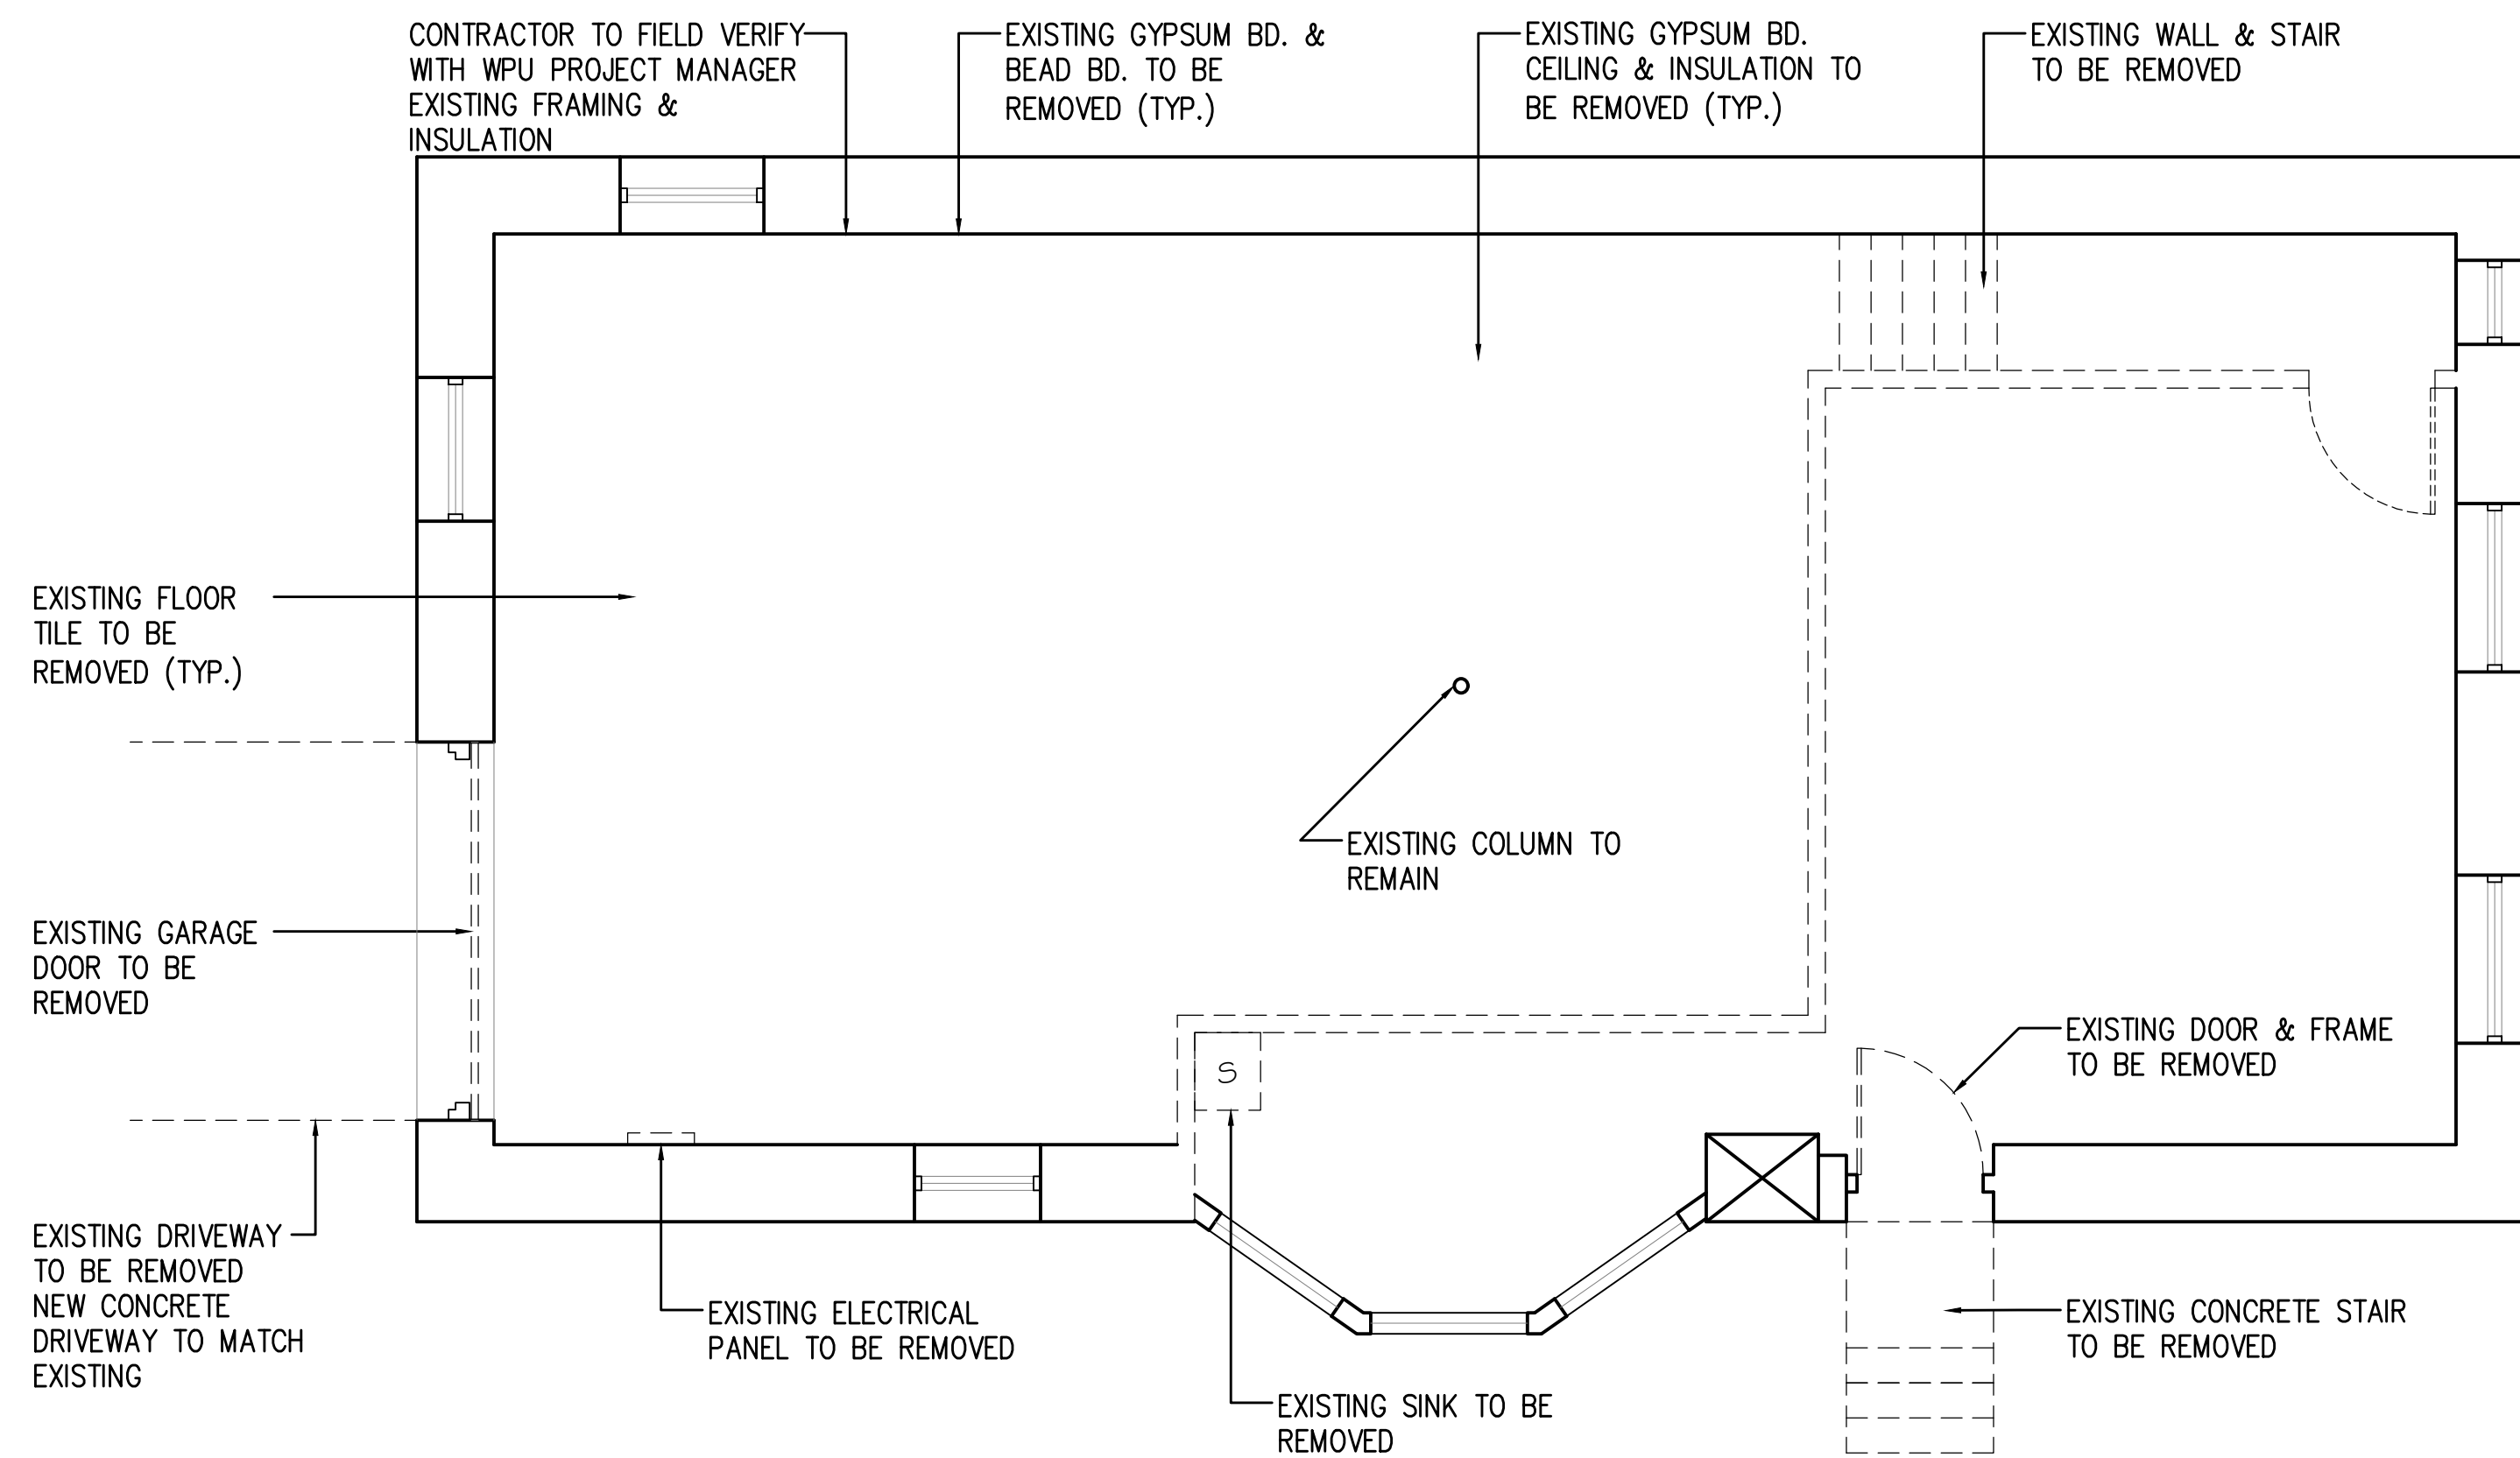 CONTRACTOR TO FIELD VERIFY
WITH WPU PROJECT MANAGER
EXISTING FRAMING &
INSULATION
EXISTING GYPSUM BD. &
BEAD BD. TO BE
REMOVED (TYP.)
EXISTING GYPSUM BD.
CEILING & INSULATION TO
BE REMOVED (TYP.)
EXISTING WALL & STAIR
TO BE REMOVED
EXISTING FLOOR
TILE TO BE
REMOVED (TYP.)
EXISTING COLUMN TO
REMAIN
EXISTING GARAGE
DOOR TO BE
REMOVED
S
EXISTING DOOR & FRAME
TO BE REMOVED
EXISTING DRIVEWAY
TO BE REMOVED
NEW CONCRETE
DRIVEWAY TO MATCH
EXISTING
EXISTING ELECTRICAL
PANEL TO BE REMOVED
EXISTING SINK TO BE
REMOVED
EXISTING CONCRETE STAIR
TO BE REMOVED